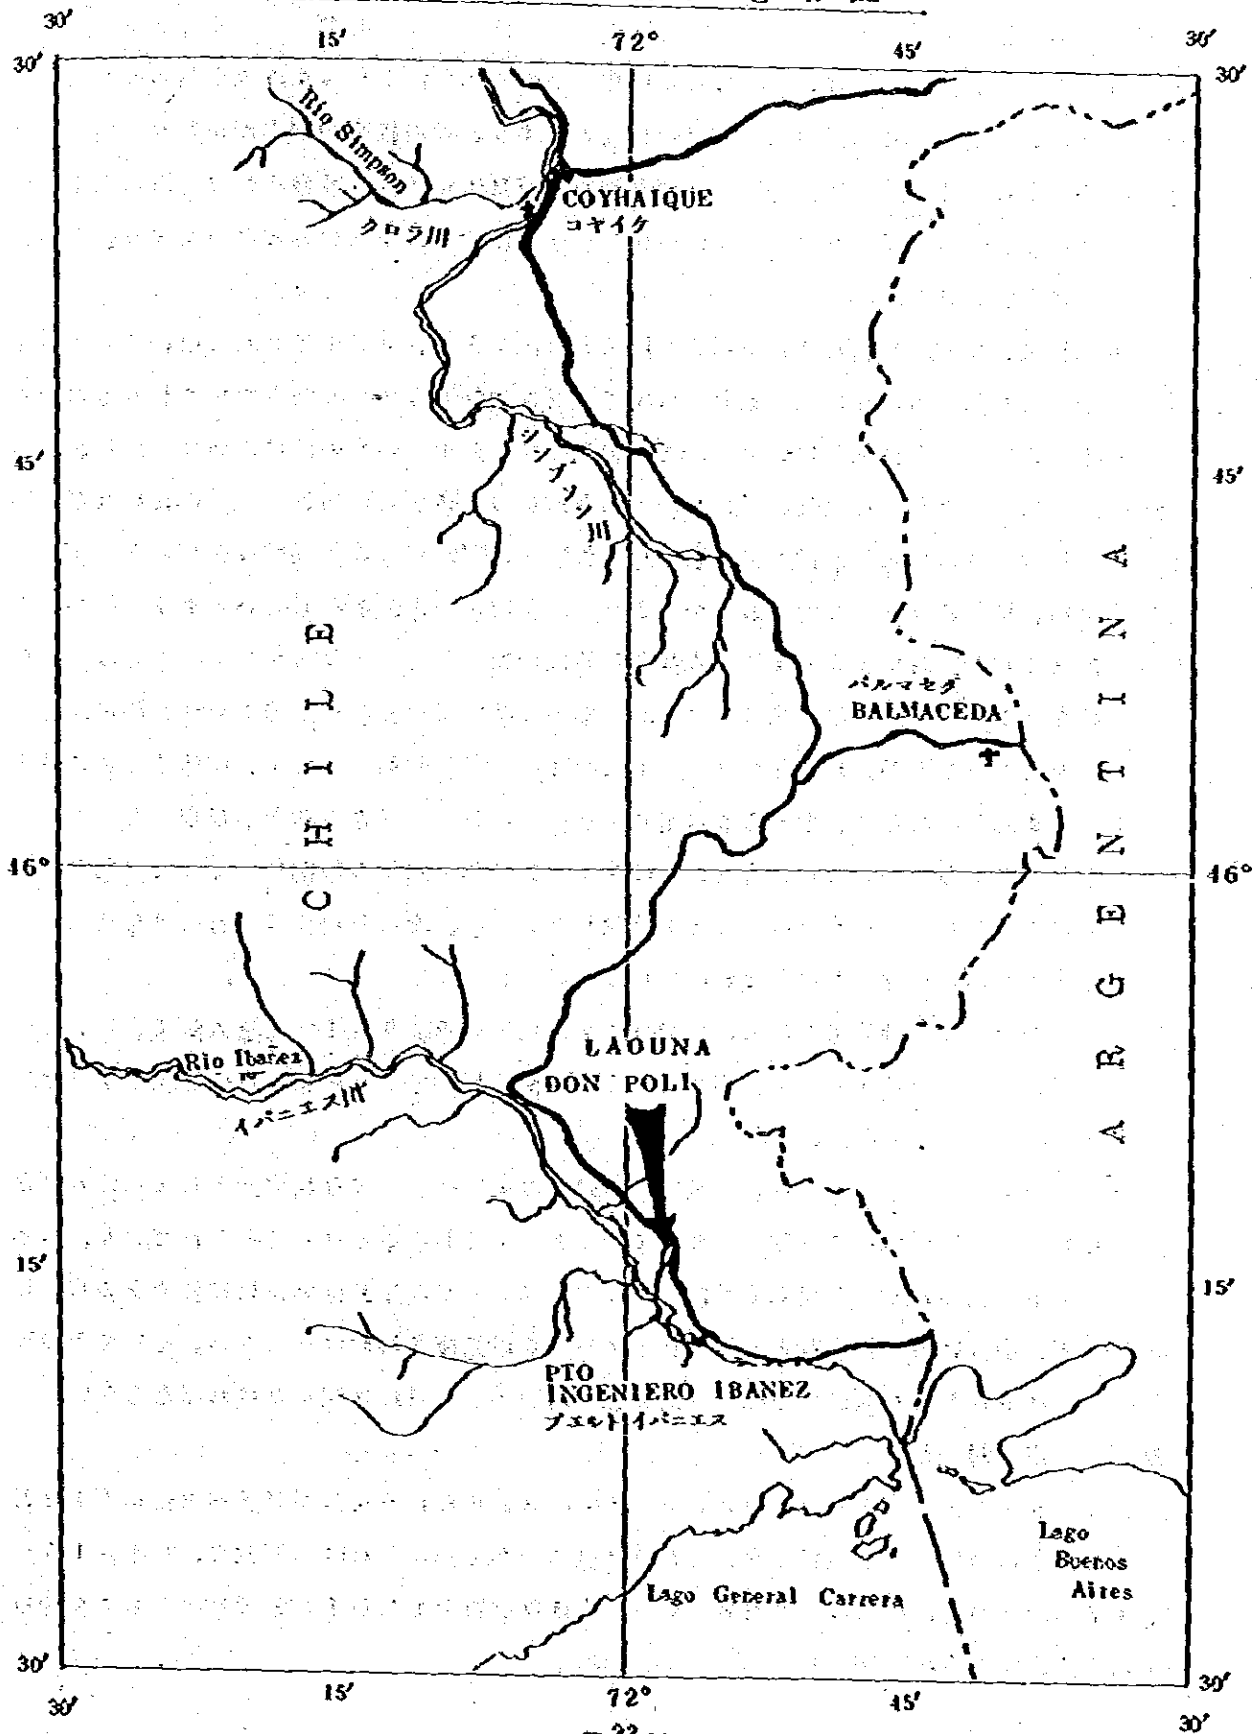 30′
15′
72°
45′
30′
30′
30′
Rio Simpson
クロラ川
COYHAIQUE
コヤイケ
45′
45′
シンプソン川
CHILE
ARGENTINA
バルマセダ
BALMACEDA
46°
46°
Rio Ibañez
イバニエス川
LAOUNA
DON POLI
15′
15′
PTO
INGENIERO IBANEZ
プエルトイバニエス
Lago General Carrera
Lago
Buenos
Aires
30′
30′
30′
15′
72°
45′
30′